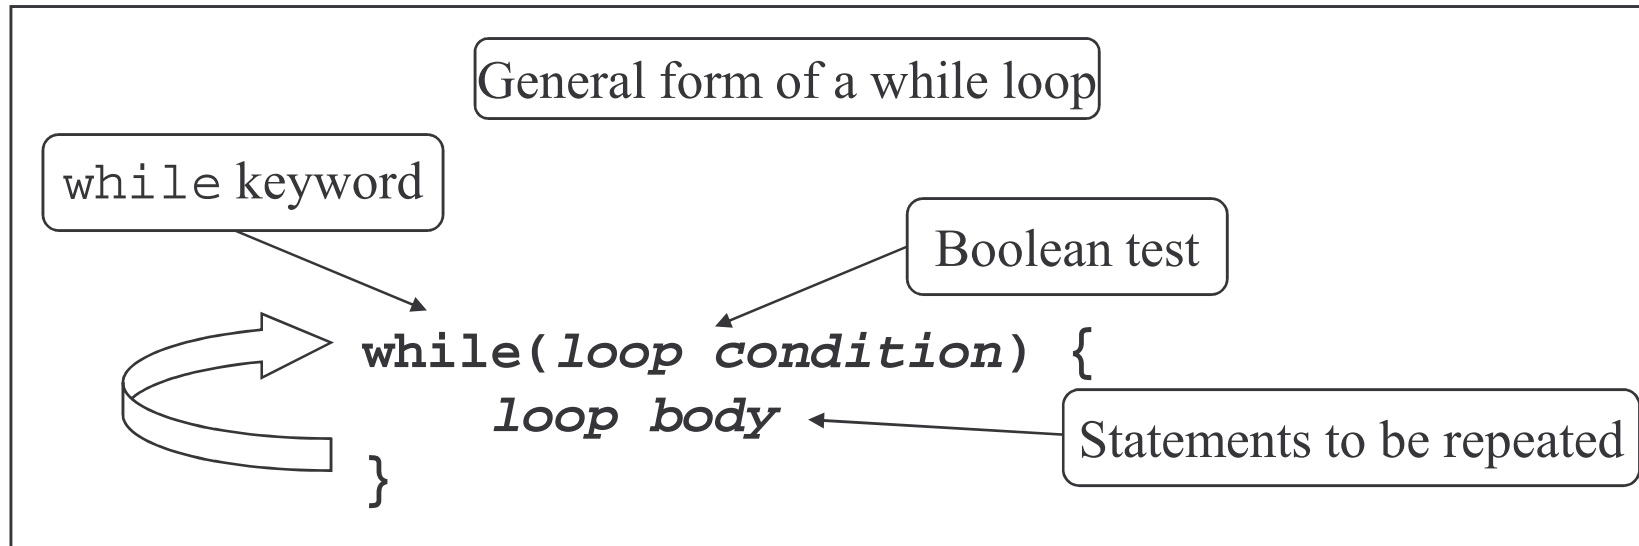 General form of a while loop
while keyword
Boolean test
while(loop condition) {
loop body
Statements to be repeated
}